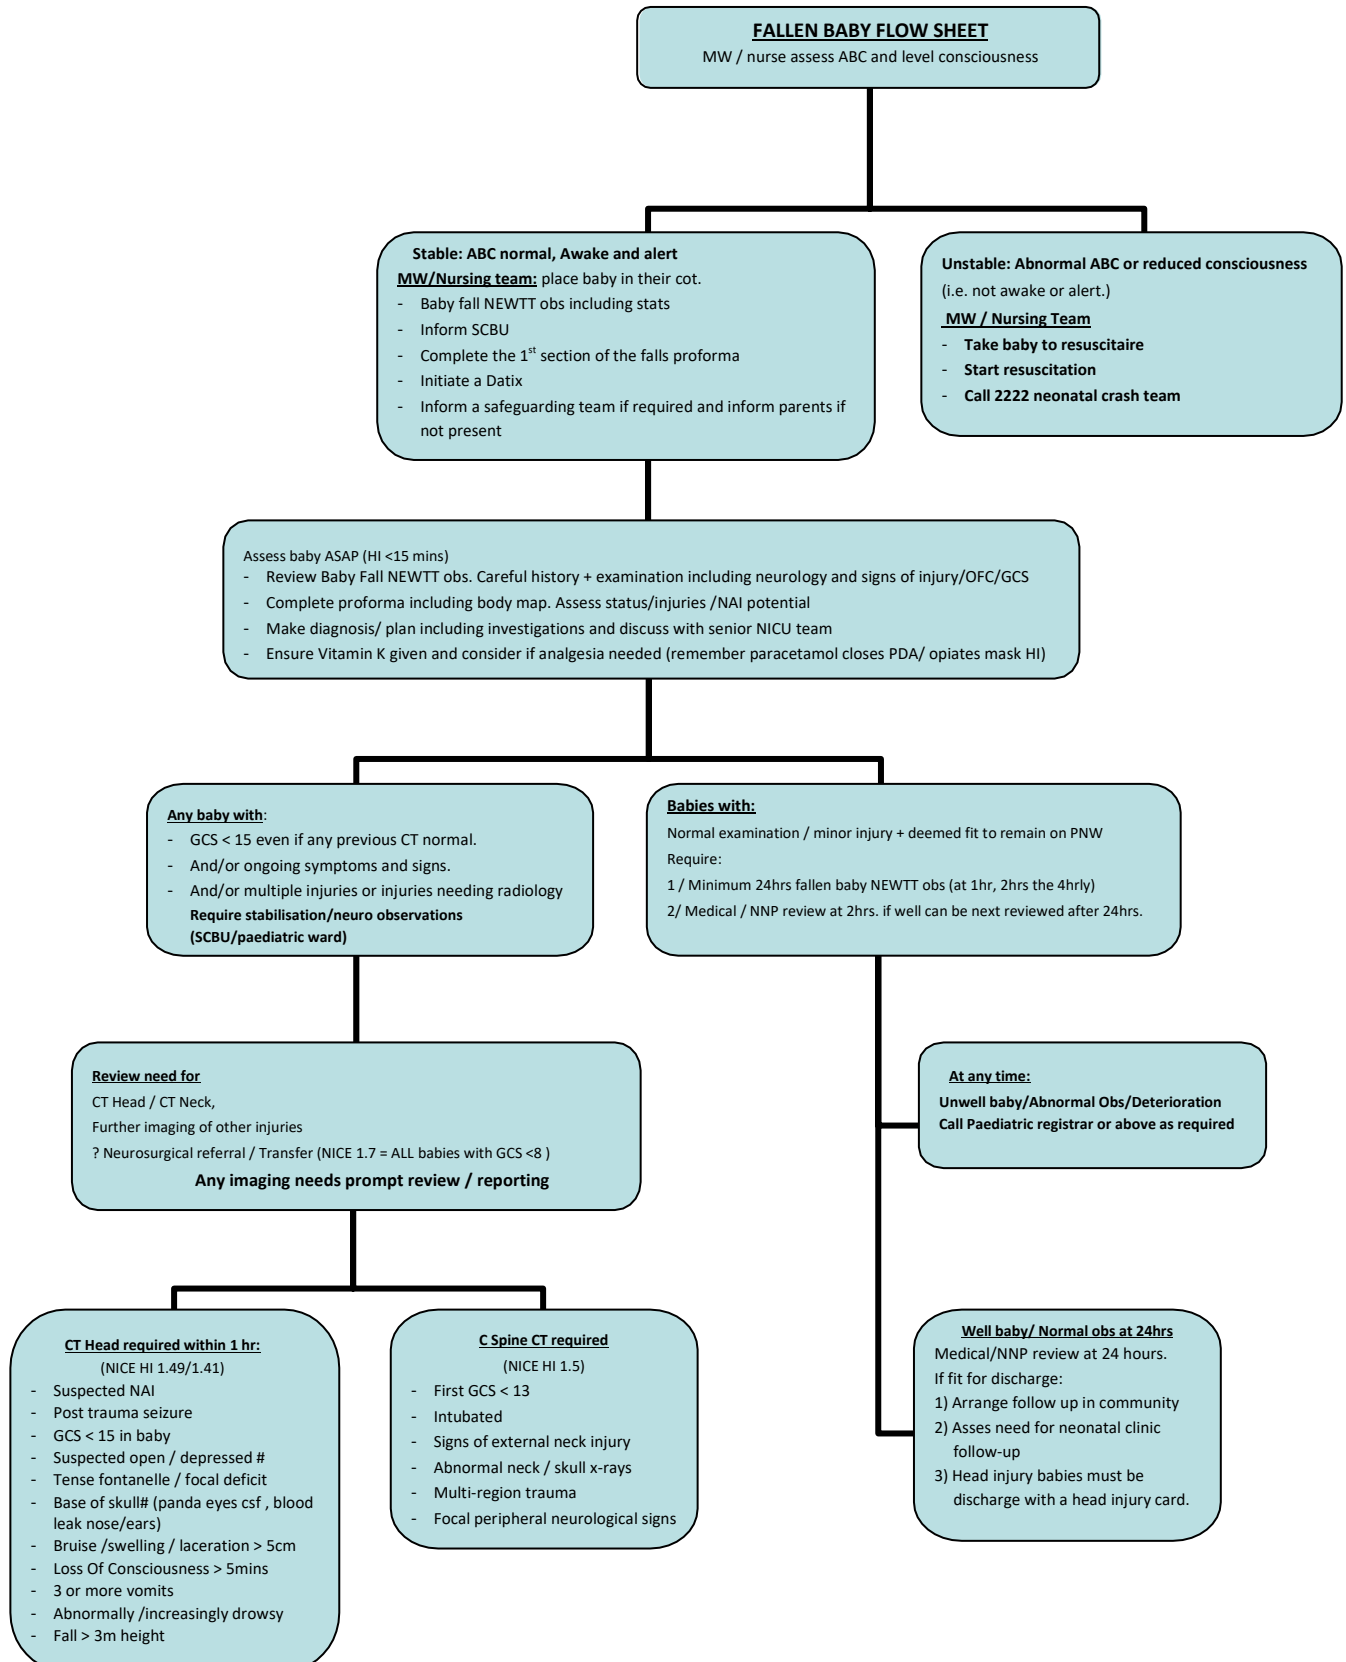 FALLEN BABY FLOW SHEET
MW / nurse assess ABC and level consciousness
Stable: ABC normal, Awake and alert
MW/Nursing team: place baby in their cot.
- Baby fall NEWTT obs including stats
- Inform SCBU
- Complete the 1st section of the falls proforma
- Initiate a Datix
- Inform a safeguarding team if required and inform parents if
not present
Unstable: Abnormal ABC or reduced consciousness
(i.e. not awake or alert.)
MW / Nursing Team
- Take baby to resuscitaire
- Start resuscitation
- Call 2222 neonatal crash team
Assess baby ASAP (HI <15 mins)
- Review Baby Fall NEWTT obs. Careful history + examination including neurology and signs of injury/OFC/GCS
- Complete proforma including body map. Assess status/injuries /NAI potential
- Make diagnosis/ plan including investigations and discuss with senior NICU team
- Ensure Vitamin K given and consider if analgesia needed (remember paracetamol closes PDA/ opiates mask HI)
Any baby with:
- GCS < 15 even if any previous CT normal.
- And/or ongoing symptoms and signs.
- And/or multiple injuries or injuries needing radiology
Require stabilisation/neuro observations
(SCBU/paediatric ward)
Babies with:
Normal examination / minor injury + deemed fit to remain on PNW
Require:
1 / Minimum 24hrs fallen baby NEWTT obs (at 1hr, 2hrs the 4hrly)
2/ Medical / NNP review at 2hrs. if well can be next reviewed after 24hrs.
Review need for
CT Head / CT Neck,
Further imaging of other injuries
? Neurosurgical referral / Transfer (NICE 1.7 = ALL babies with GCS <8 )
Any imaging needs prompt review / reporting
At any time:
Unwell baby/Abnormal Obs/Deterioration
Call Paediatric registrar or above as required
CT Head required within 1 hr:
(NICE HI 1.49/1.41)
- Suspected NAI
- Post trauma seizure
- GCS < 15 in baby
- Suspected open / depressed #
- Tense fontanelle / focal deficit
- Base of skull# (panda eyes csf , blood
leak nose/ears)
- Bruise /swelling / laceration > 5cm
- Loss Of Consciousness > 5mins
- 3 or more vomits
- Abnormally /increasingly drowsy
- Fall > 3m height
C Spine CT required
(NICE HI 1.5)
- First GCS < 13
- Intubated
- Signs of external neck injury
- Abnormal neck / skull x-rays
- Multi-region trauma
- Focal peripheral neurological signs
Well baby/ Normal obs at 24hrs
Medical/NNP review at 24 hours.
If fit for discharge:
1) Arrange follow up in community
2) Asses need for neonatal clinic
follow-up
3) Head injury babies must be
discharge with a head injury card.